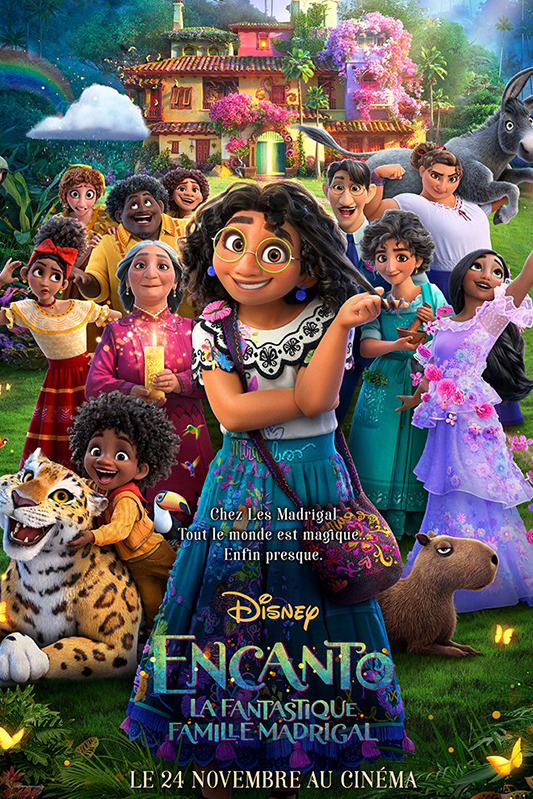 Chez Les Madrigal
Tout le monde est magique...
Enfin presque.
DISNEY
ENCANTO
LA FANTASTIQUE
FAMILLE MADRIGAL
LE 24 NOVEMBRE AU CINÉMA